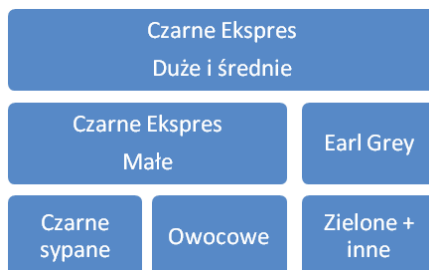 Czarne Ekspres
Duże i średnie
Czarne Ekspres
Małe
Earl Grey
Czarne
sypane
Owocowe
Zielone +
inne